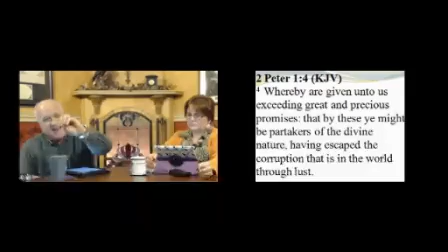 2 Peter 1:4 (KJV)
4 Whereby are given unto us
exceeding great and precious
promises: that by these ye might
be partakers of the divine
nature, having escaped the
corruption that is in the world
through lust.